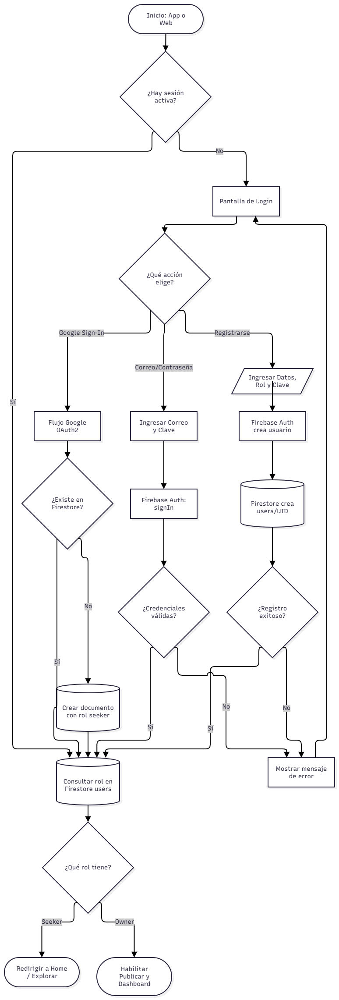 Inicio: App o
Web
¿Hay sesión
activa?
No
Pantalla de Login
¿Qué acción
elige?
Google Sign-In
Registrarse
Correo/Contraseña
Ingresar Datos,
Rol y Clave
Sí
Flujo Google
OAuth2
Ingresar Correo
y Clave
Firebase Auth
crea usuario
¿Existe en
Firestore?
Firebase Auth:
signIn
Firestore crea
users/UID
No
¿Credenciales
válidas?
¿Registro
exitoso?
Sí
Crear documento
con rol seeker
No
No
Sí
Sí
Consultar rol en
Firestore users
Mostrar mensaje
de error
¿Qué rol tiene?
Seeker
Owner
Redirigir a Home
/ Explorar
Habilitar
Publicar y
Dashboard